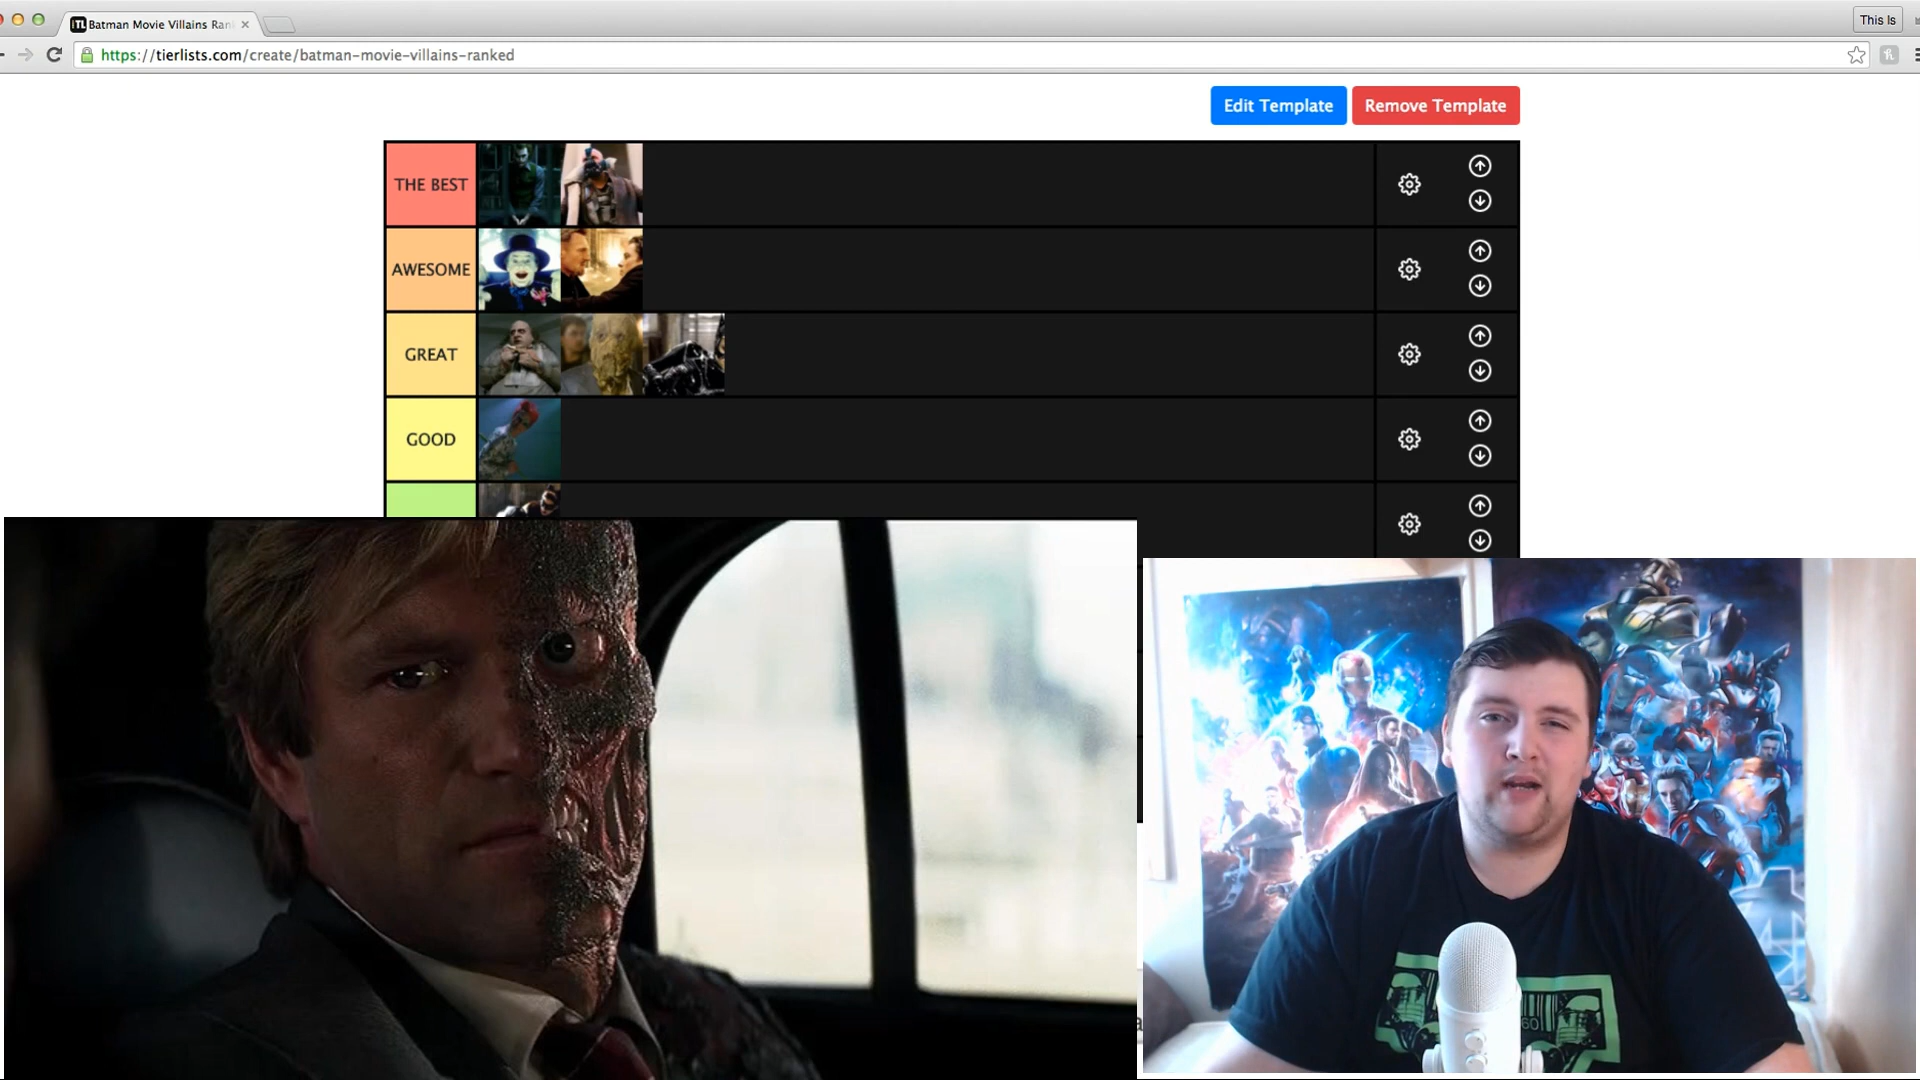 Batman Movie Villains Ran
This Is
https://tierlists.com/create/batman-movie-villains-ranked
Edit Template
Remove Template
THE BEST
AWESOME
GREAT
GOOD
60